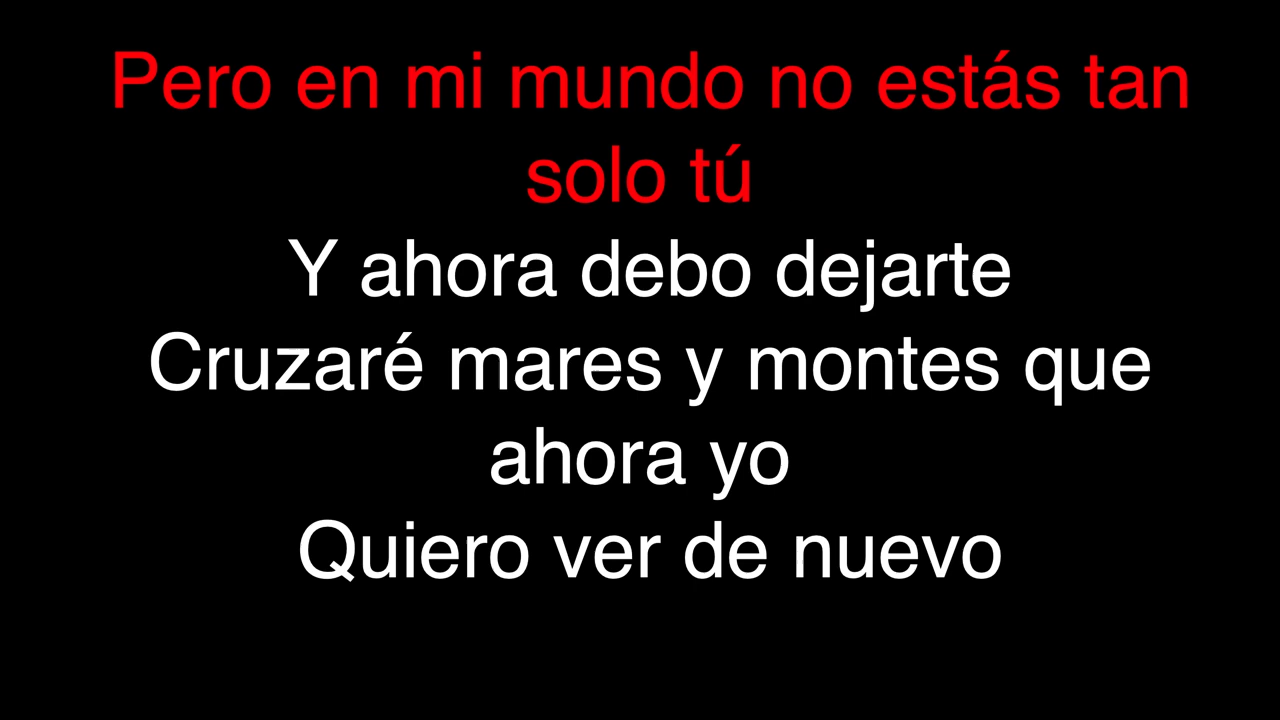 Pero en mi mundo no estás tan
solo tú
Y ahora debo dejarte
Cruzaré mares y montes que
ahora yo
Quiero ver de nuevo